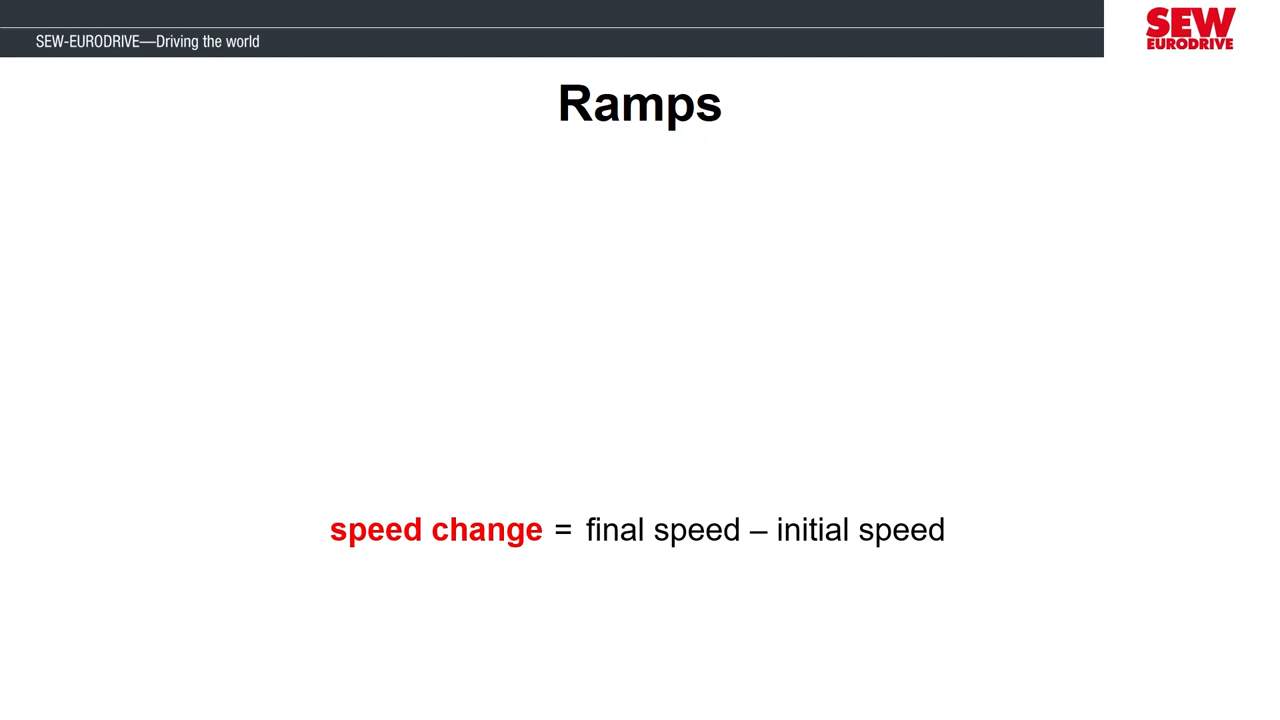 SEW-EURODRIVE—Driving the world
SEW
EURODRIVE
Ramps
speed change = final speed – initial speed